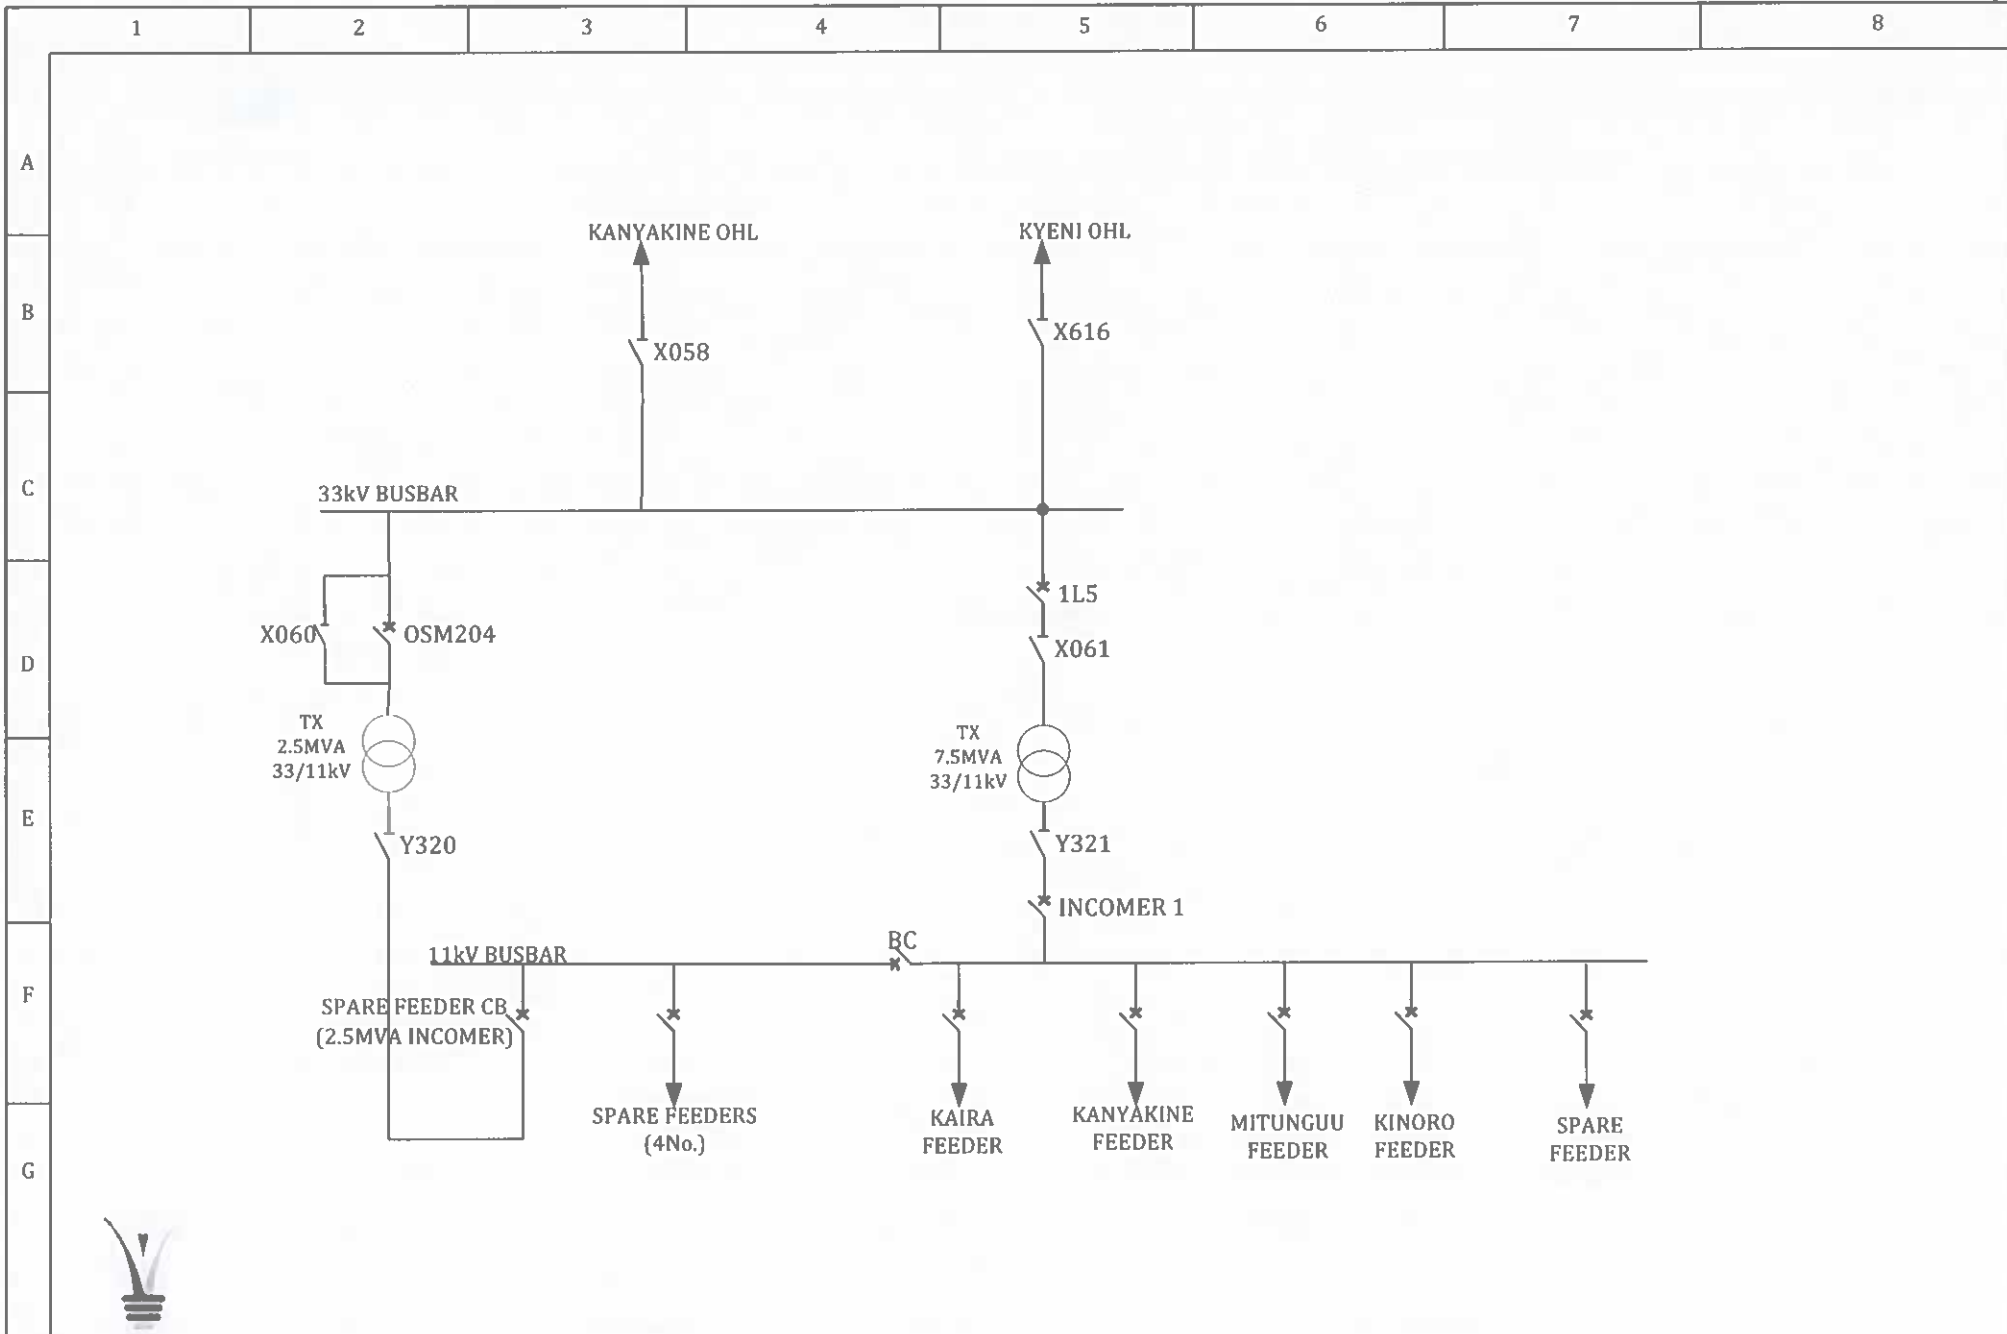 1 2 3 4 5 6 7 8
A
B
C
D
E
F
G
KANYAKINE OHL
KYENI OHL
X616
X058
33kV BUSBAR
1L5
X060
OSM204
X061
TX
2.5MVA
33/11kV
TX
7.5MVA
33/11kV
Y320
Y321
INCOMER 1
BC
11kV BUSBAR
SPARE FEEDER CB
(2.5MVA INCOMER)
SPARE FEEDERS
(4No.)
KAIRA
FEEDER
KANYAKINE
FEEDER
MITUNGUU
FEEDER
KINORO
FEEDER
SPARE
FEEDER